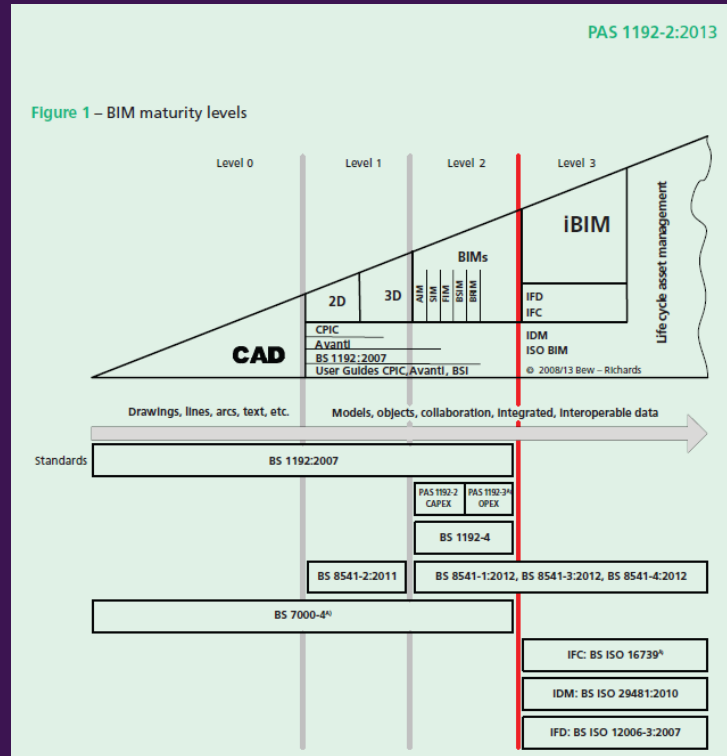 PAS 1192-2:2013
Figure 1 – BIM maturity levels
Level 0
Level 1
Level 2
Level 3
iBIM
Life cycle asset management
BIMs
2D
3D
AIM
SIM
FIM
BSIM
BRIM
IFD
IFC
CAD
CPIC
Avanti
BS 1192:2007
User Guides CPIC,Avanti, BSI
IDM
ISO BIM
© 2008/13 Bew – Richards
Drawings, lines, arcs, text, etc.
Models, objects, collaboration, integrated, interoperable data
Standards
BS 1192:2007
PAS 1192-2
CAPEX
PAS 1192-3A)
OPEX
BS 1192-4
BS 8541-2:2011
BS 8541-1:2012, BS 8541-3:2012, BS 8541-4:2012
BS 7000-4A)
IFC: BS ISO 16739A)
IDM: BS ISO 29481:2010
IFD: BS ISO 12006-3:2007